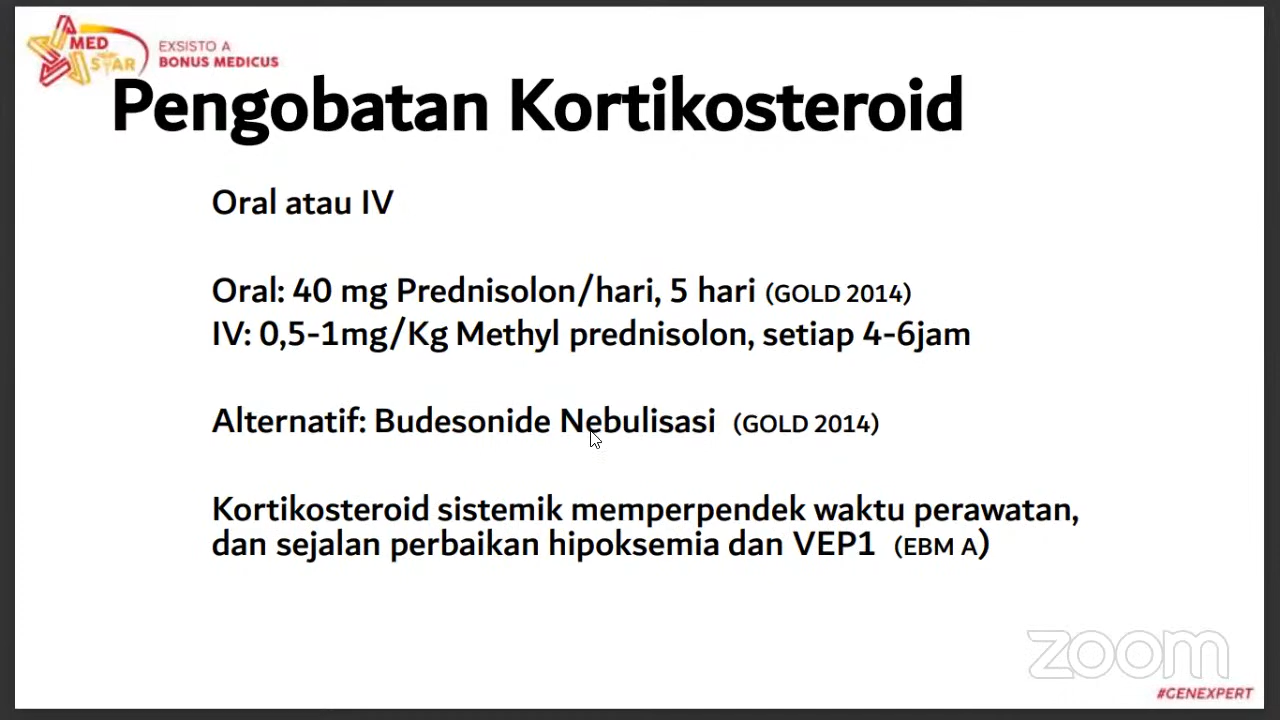 MED
STAR
EXSISTO A
BONUS MEDICUS
Pengobatan Kortikosteroid
Oral atau IV
Oral: 40 mg Prednisolon/hari, 5 hari (GOLD 2014)
IV: 0,5-1mg/Kg Methyl prednisolon, setiap 4-6jam
Alternatif: Budesonide Nebulisasi (GOLD 2014)
Kortikosteroid sistemik memperpendek waktu perawatan,
dan sejalan perbaikan hipoksemia dan VEP1 (EBM A)
zoom
#GENEXPERT